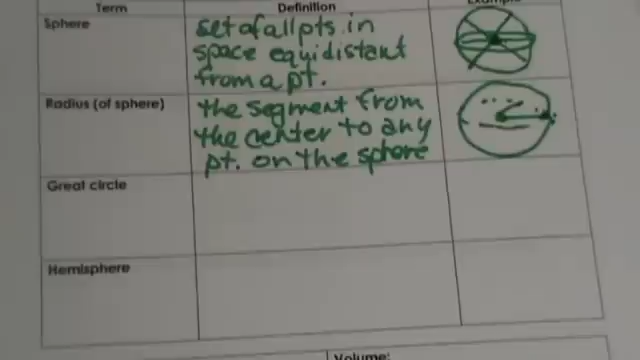 Term Definition Example
Sphere
set of all pts. in
space equidistant
from a pt.
Radius (of sphere)
the segment from
the center to any
pt. on the sphere
Great circle
Hemisphere
Volume: